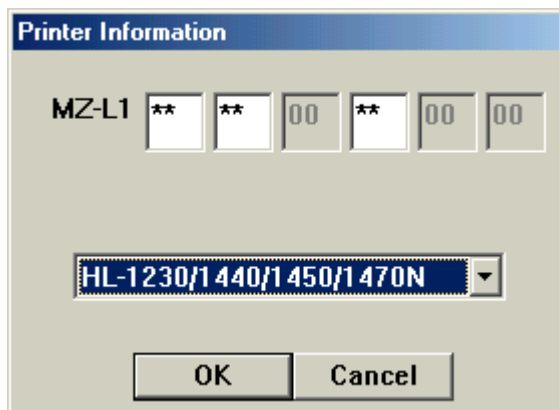 Printer Information
MZ-L1 ** ** 00 ** 00 00
HL-1230/1440/1450/1470N
OK Cancel